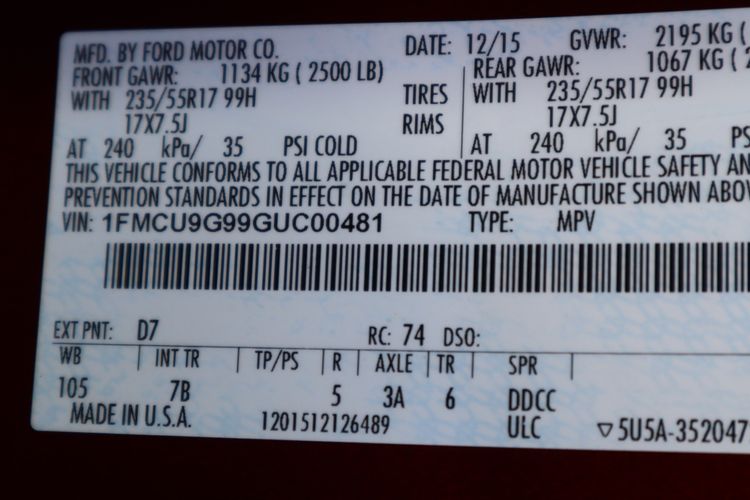 MFD. BY FORD MOTOR CO. DATE: 12/15 GVWR: 2195 KG (
FRONT GAWR: 1134 KG ( 2500 LB) REAR GAWR: 1067 KG (
WITH 235/55R17 99H TIRES WITH 235/55R17 99H
17X7.5J RIMS 17X7.5J
AT 240 kPa/ 35 PSI COLD AT 240 kPa/ 35 PS
THIS VEHICLE CONFORMS TO ALL APPLICABLE FEDERAL MOTOR VEHICLE SAFETY AN
PREVENTION STANDARDS IN EFFECT ON THE DATE OF MANUFACTURE SHOWN ABO
VIN: 1FMCU9G99GUC00481 TYPE: MPV
EXT PNT: D7 RC: 74 DSO:
WB | INT TR | TP/PS | R | AXLE | TR | SPR |
105 7B 5 3A 6 DDCC
MADE IN U.S.A. 1201512126489 ULC ▽5U5A-352047